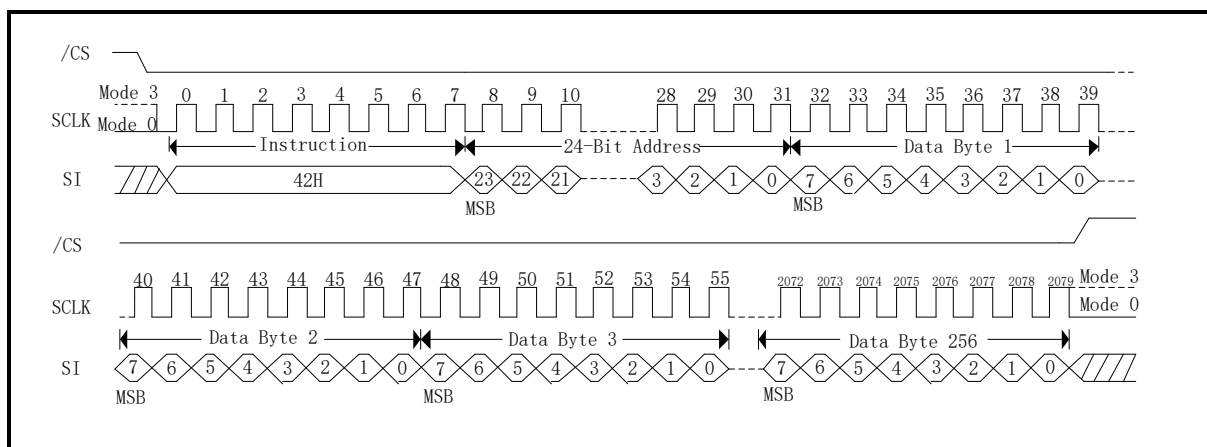 /CS
Mode 3 0 1 2 3 4 5 6 7 8 9 10 28 29 30 31 32 33 34 35 36 37 38 39
SCLK Mode 0
Instruction 24-Bit Address Data Byte 1
SI 42H 23 22 21 3 2 1 0 7 6 5 4 3 2 1 0
MSB MSB
/CS
40 41 42 43 44 45 46 47 48 49 50 51 52 53 54 55 2072 2073 2074 2075 2076 2077 2078 2079 Mode 3
SCLK Mode 0
Data Byte 2 Data Byte 3 Data Byte 256
SI 7 6 5 4 3 2 1 0 7 6 5 4 3 2 1 0 7 6 5 4 3 2 1 0
MSB MSB MSB